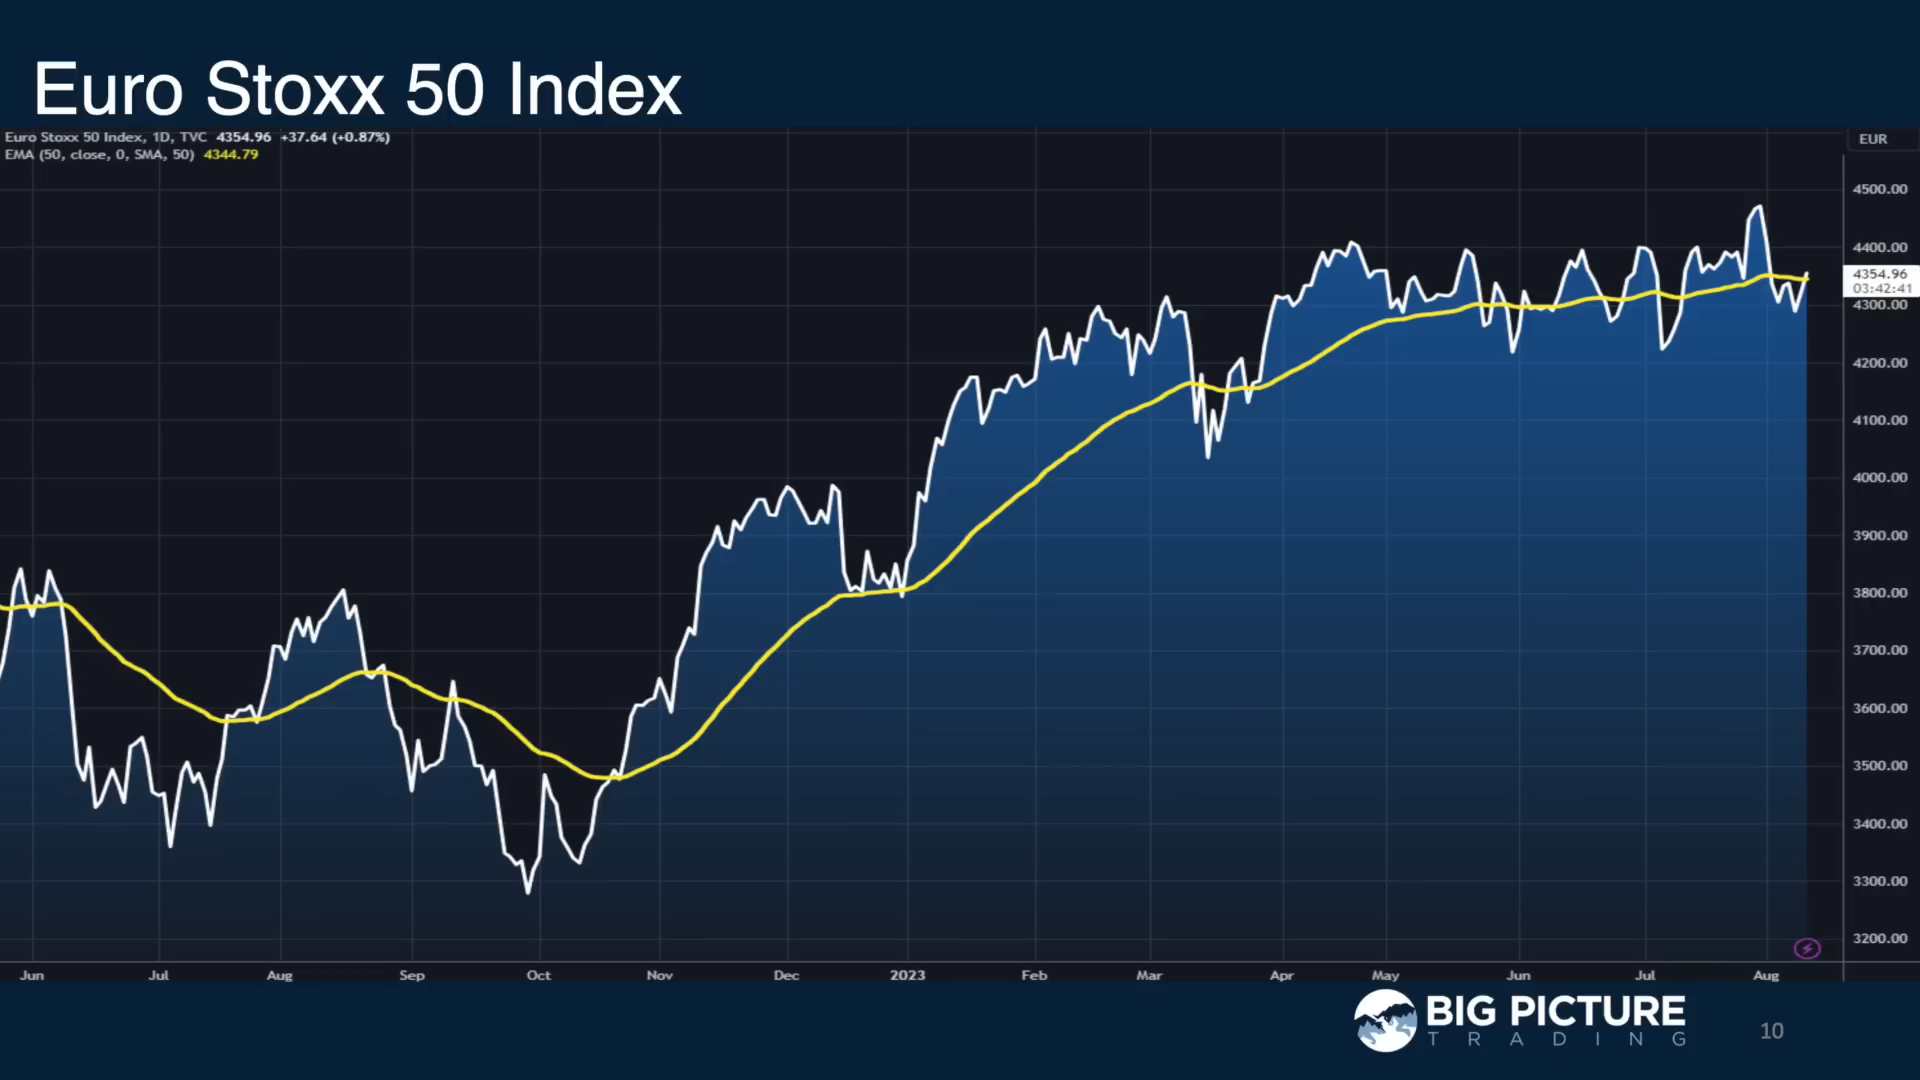 Euro Stoxx 50 Index
Euro Stoxx 50 Index, 1D, TVC 4354.96 +37.64 (+0.87%)
EMA (50, close, 0, SMA, 50) 4344.79
EUR
4500.00
4400.00
4354.96
03:42:41
4300.00
4200.00
4100.00
4000.00
3900.00
3800.00
3700.00
3600.00
3500.00
3400.00
3300.00
3200.00
Jun Jul Aug Sep Oct Nov Dec 2023 Feb Mar Apr May Jun Jul Aug
BIG PICTURE
TRADING
10